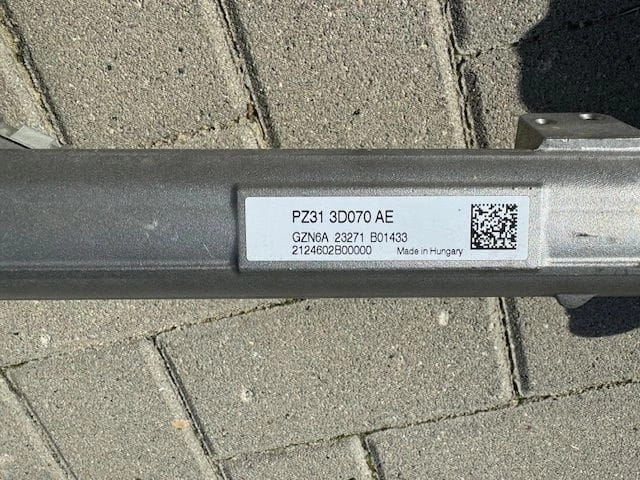 PZ31 3D070 AE
GZN6A 23271 B01433
2124602B00000 Made in Hungary